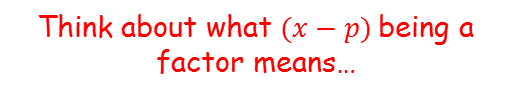 Think about what (x − p) being a
factor means...